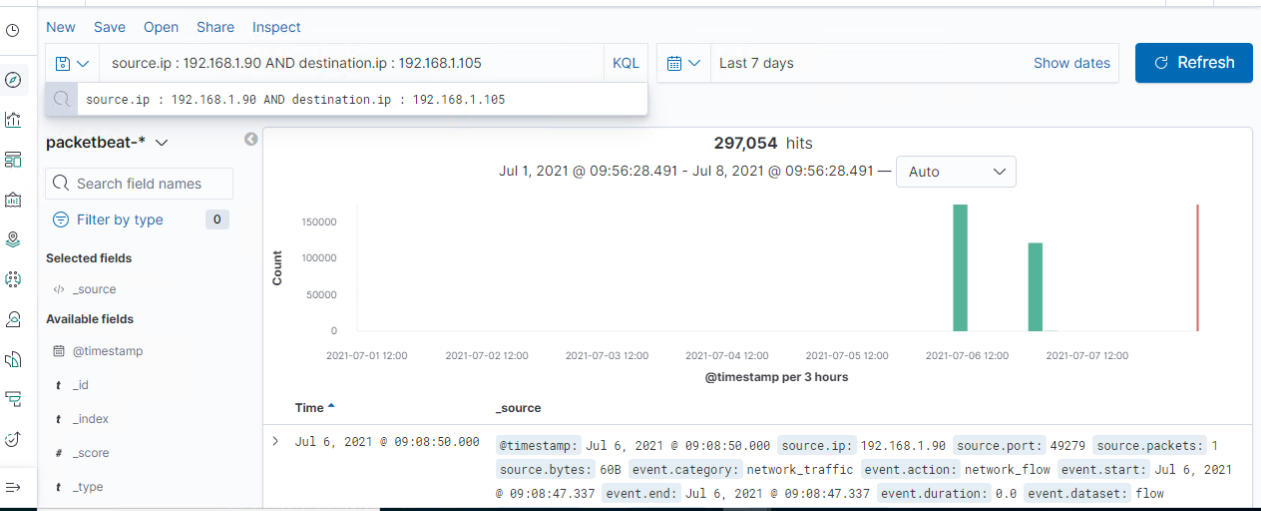 New Save Open Share Inspect
source.ip : 192.168.1.90 AND destination.ip : 192.168.1.105 KQL Last 7 days Show dates Refresh
source.ip : 192.168.1.90 AND destination.ip : 192.168.1.105
packetbeat-*
Search field names
Filter by type 0
Selected fields
</> _source
Available fields
@timestamp
t _id
t _index
# _score
t _type
297,054 hits
Jul 1, 2021 @ 09:56:28.491 - Jul 8, 2021 @ 09:56:28.491 — Auto
Count
150000
100000
50000
0
2021-07-01 12:00 2021-07-02 12:00 2021-07-03 12:00 2021-07-04 12:00 2021-07-05 12:00 2021-07-06 12:00 2021-07-07 12:00
@timestamp per 3 hours
Time _source
Jul 6, 2021 @ 09:08:50.000 @timestamp: Jul 6, 2021 @ 09:08:50.000 source.ip: 192.168.1.90 source.port: 49279 source.packets: 1
source.bytes: 60B event.category: network_traffic event.action: network_flow event.start: Jul 6, 2021
@ 09:08:47.337 event.end: Jul 6, 2021 @ 09:08:47.337 event.duration: 0.0 event.dataset: flow